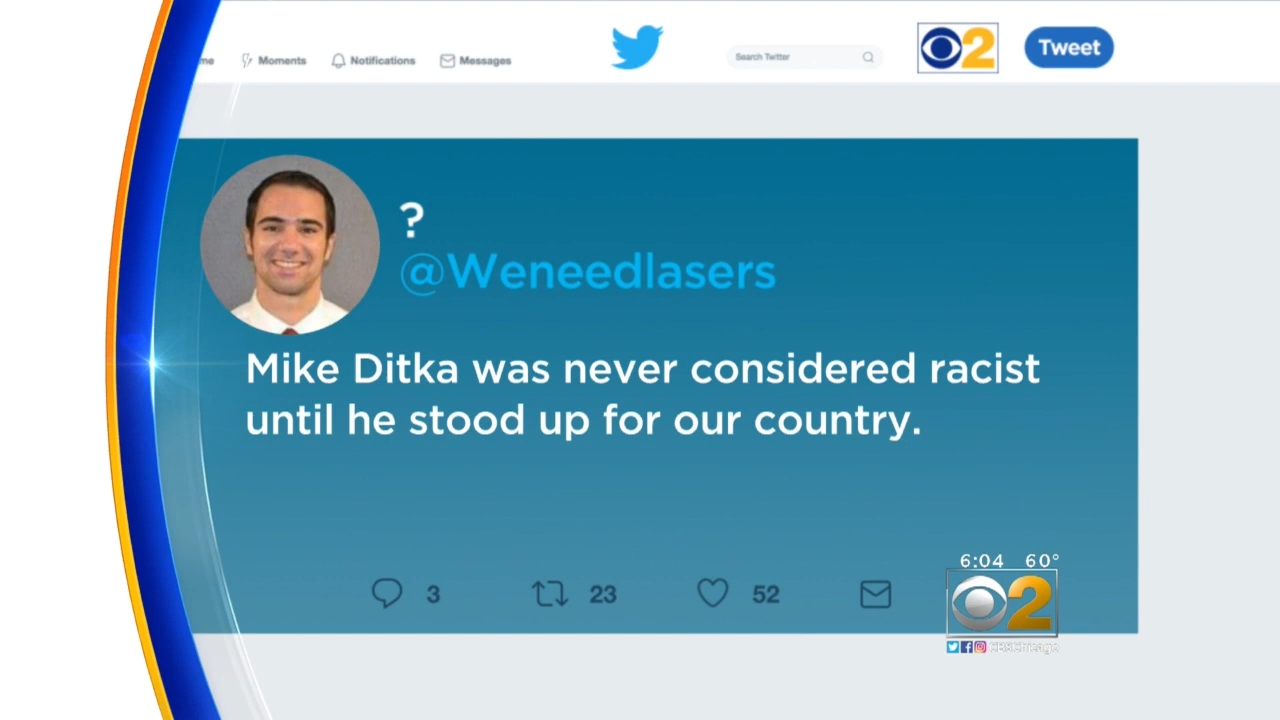 me Moments Notifications Messages Search Twitter 2 Tweet
?
@Weneedlasers
Mike Ditka was never considered racist
until he stood up for our country.
3 23 52
6:04 60°
2
CBSChicago